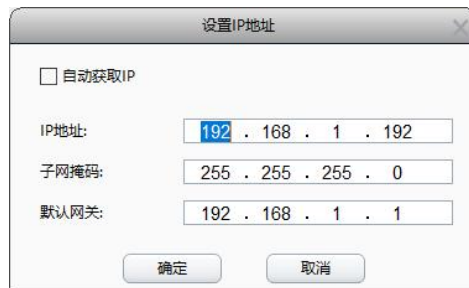 设置IP地址
自动获取IP
IP地址: 192 . 168 . 1 . 192
子网掩码: 255 . 255 . 255 . 0
默认网关: 192 . 168 . 1 . 1
确定 取消